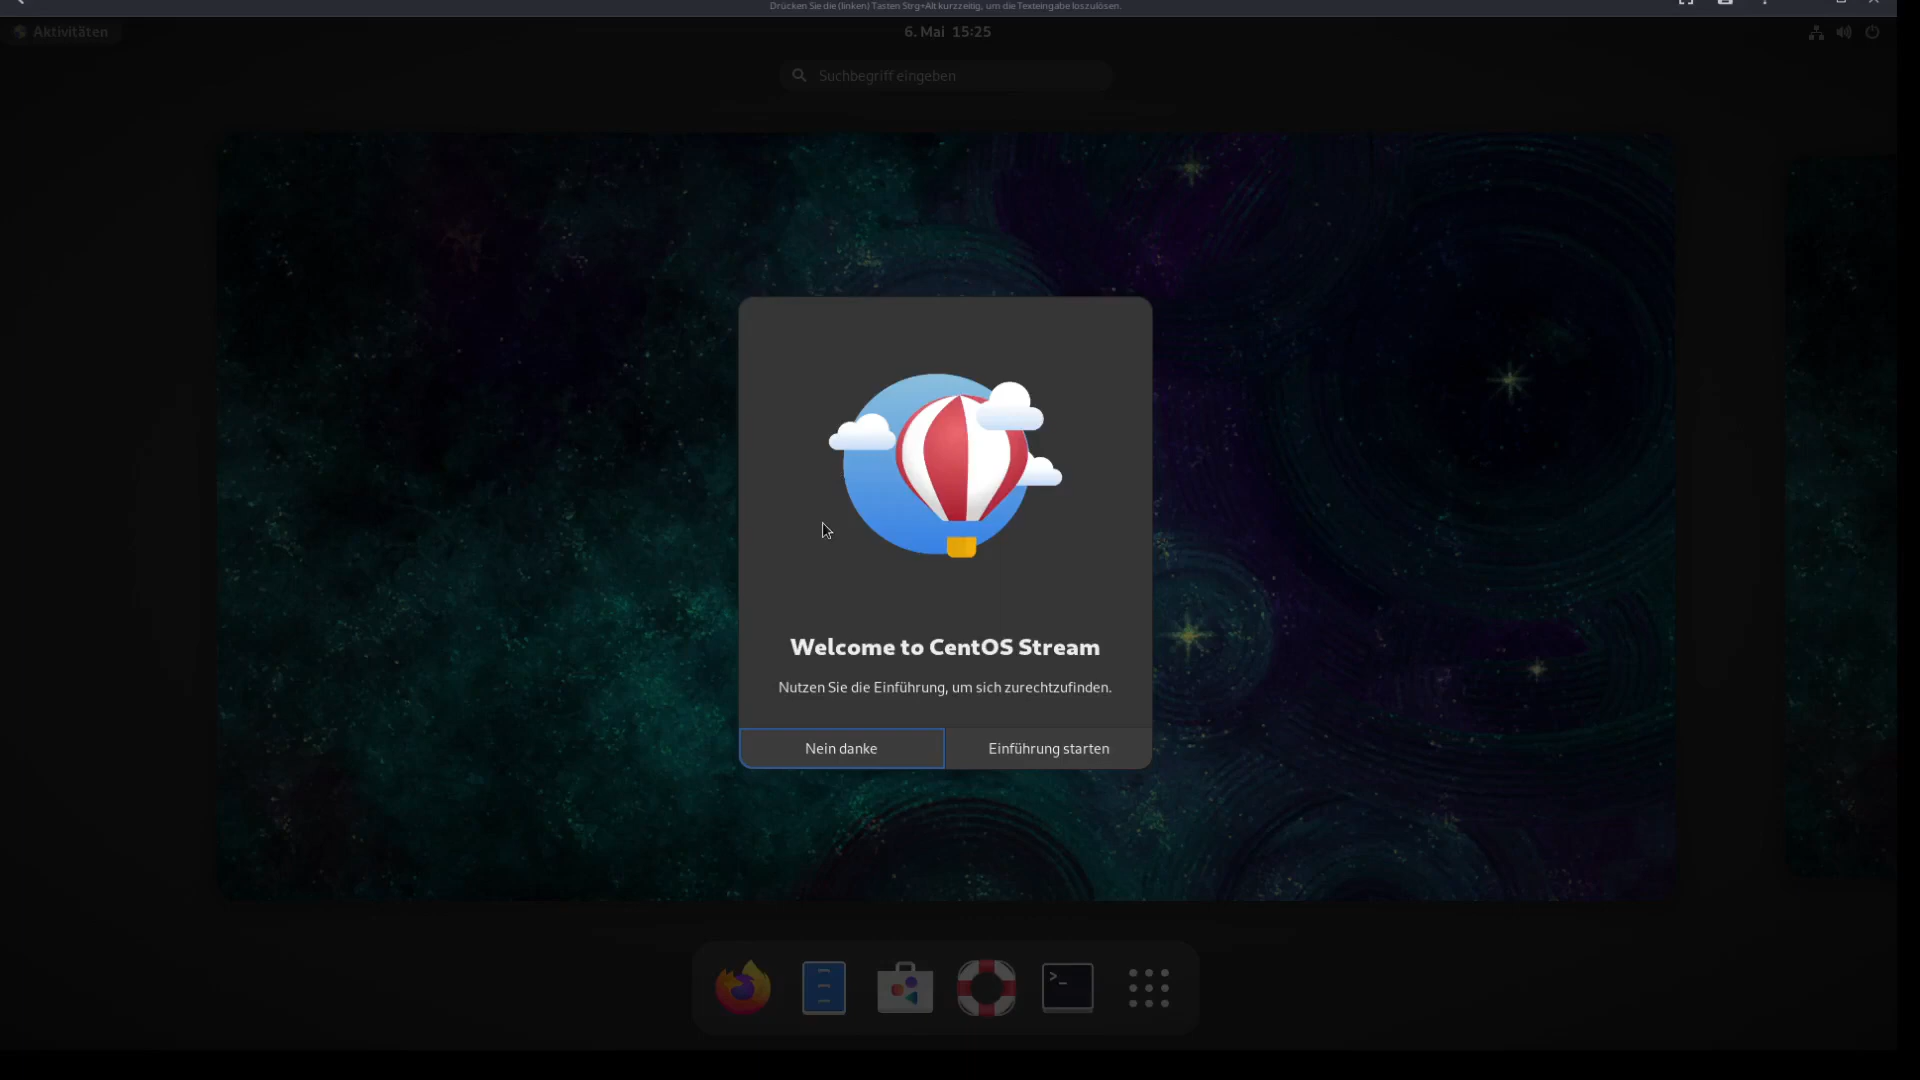 Drücken Sie die (linken) Tasten Strg+Alt kurzzeitig, um die Texteingabe loszulösen.
Aktivitäten
6. Mai 15:25
Suchbegriff eingeben
Welcome to CentOS Stream
Nutzen Sie die Einführung, um sich zurechtzufinden.
Nein danke
Einführung starten